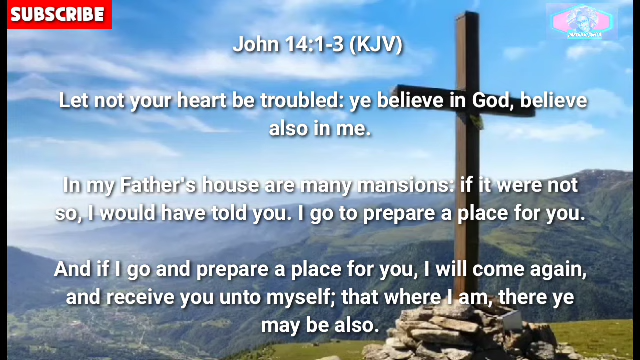 SUBSCRIBE
John 14:1-3 (KJV)
Let not your heart be troubled: ye believe in God, believe
also in me.
In my Father's house are many mansions: if it were not
so, I would have told you. I go to prepare a place for you.
And if I go and prepare a place for you, I will come again,
and receive you unto myself; that where I am, there ye
may be also.